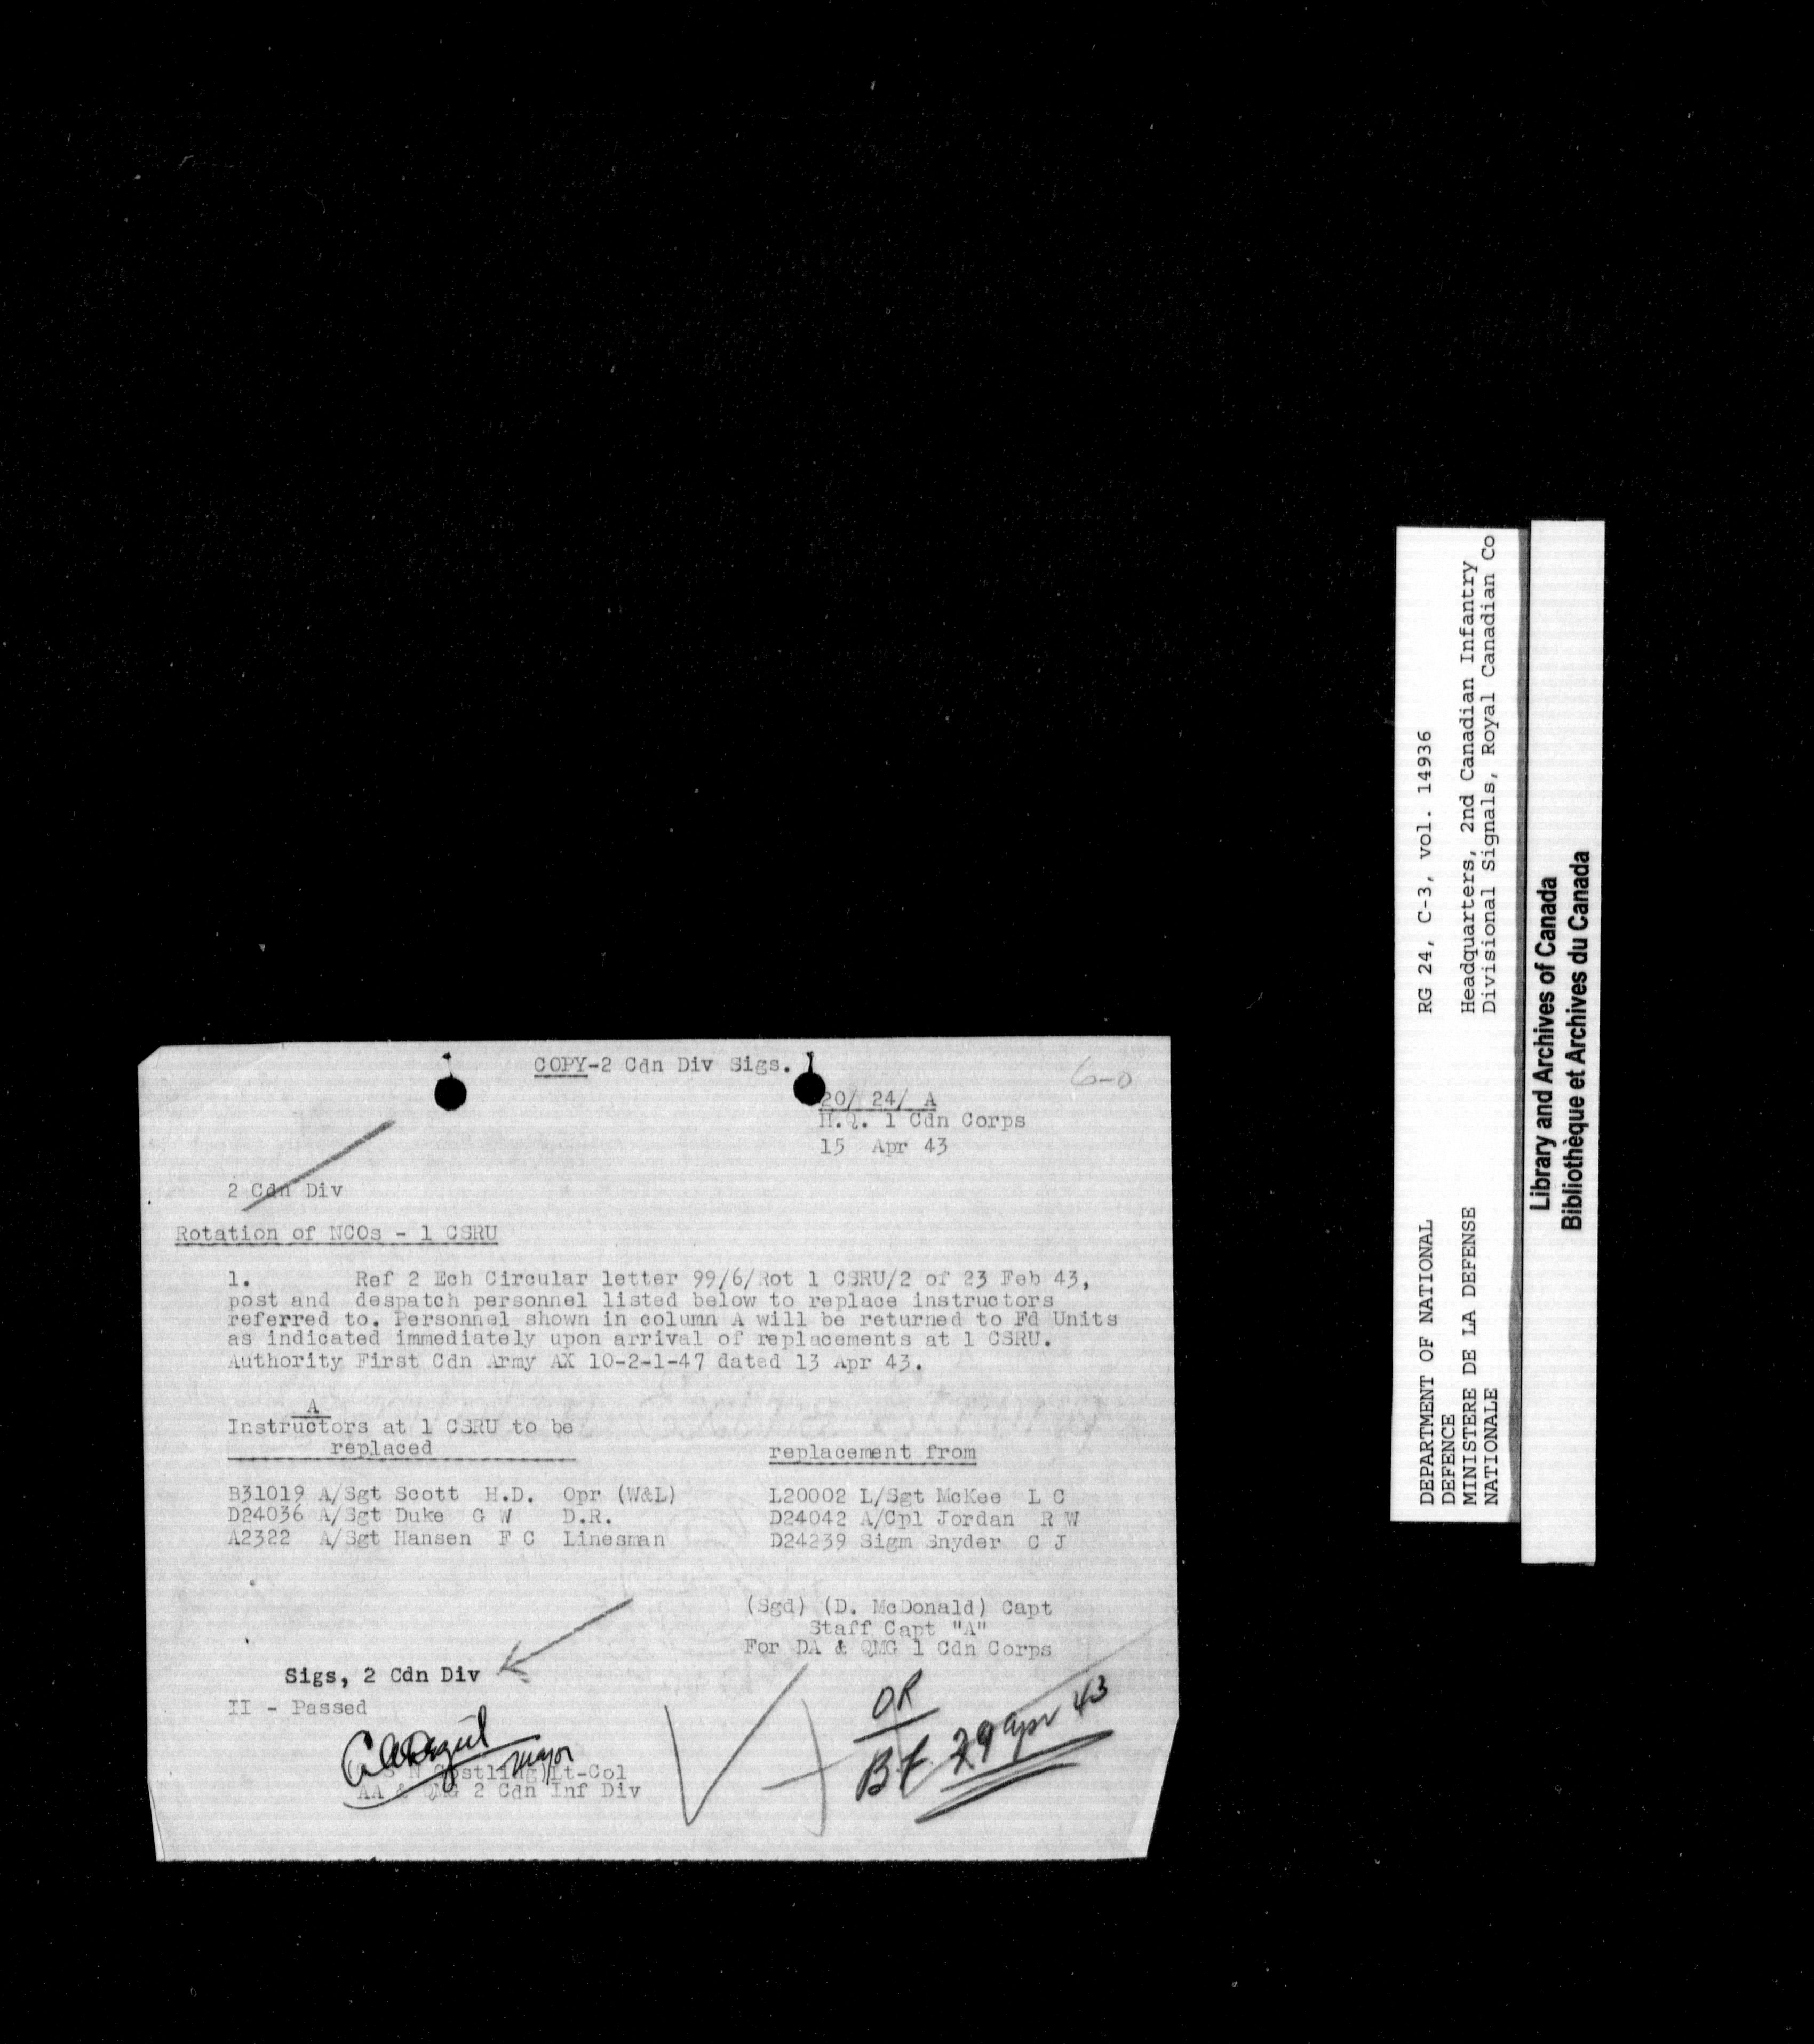 COPY-2 Cdn Div Sigs.
6-0
20/ 24/ A
H.Q. 1 Cdn Corps
15 Apr 43
2 Cdn Div
Rotation of NCOs - 1 CSRU
1. Ref 2 Ech Circular letter 99/6/Rot 1 CSRU/2 of 23 Feb 43,
post and despatch personnel listed below to replace instructors
referred to. Personnel shown in column A will be returned to Fd Units
as indicated immediately upon arrival of replacements at 1 CSRU.
Authority First Cdn Army AX 10-2-1-47 dated 13 Apr 43.
A
Instructors at 1 CSRU to be
replaced replacement from
B31019 A/Sgt Scott H.D. Opr (W&L) L20002 L/Sgt McKee L C
D24036 A/Sgt Duke G W D.R. D24042 A/Cpl Jordan R W
A2322 A/Sgt Hansen F C Linesman D24239 Sigm Snyder C J
(Sgd) (D. McDonald) Capt
Staff Capt "A"
For DA & QMG 1 Cdn Corps
Sigs, 2 Cdn Div
II - Passed
Major
N Gostling) Lt-Col
AA & QMG 2 Cdn Inf Div
OR
B.F. 29 Apr 43
DEPARTMENT OF NATIONAL
DEFENCE
MINISTERE DE LA DEFENSE
NATIONALE
RG 24, C-3, vol. 14936
Headquarters, 2nd Canadian Infantry
Divisional Signals, Royal Canadian Co
Library and Archives of Canada
Bibliothèque et Archives du Canada